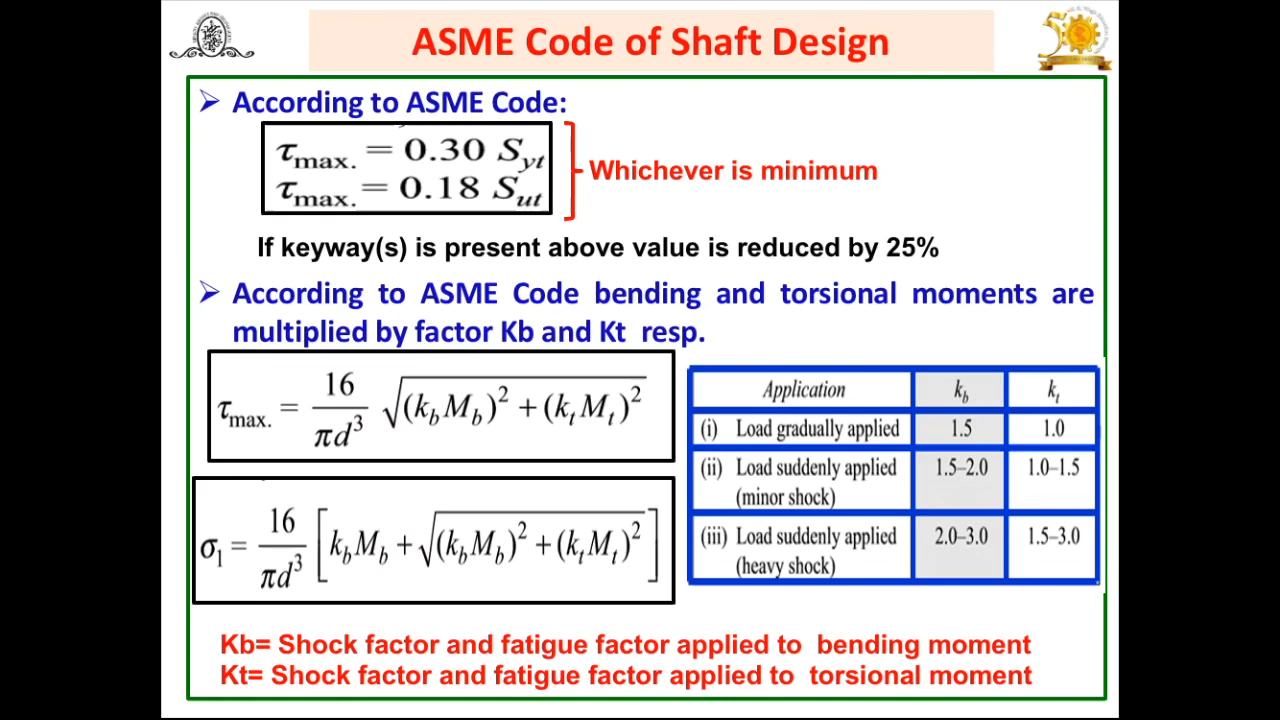 ASME Code of Shaft Design
➢ According to ASME Code:
τmax. = 0.30 Syt
τmax. = 0.18 Sut
Whichever is minimum
If keyway(s) is present above value is reduced by 25%
➢ According to ASME Code bending and torsional moments are
multiplied by factor Kb and Kt resp.
τmax. = 16/πd³ √(kbMb)² + (ktMt)²
σ1 = 16/πd³ [kbMb + √(kbMb)² + (ktMt)²]
Application kb kt
(i) Load gradually applied 1.5 1.0
(ii) Load suddenly applied 1.5–2.0 1.0–1.5
(minor shock)
(iii) Load suddenly applied 2.0–3.0 1.5–3.0
(heavy shock)
Kb= Shock factor and fatigue factor applied to bending moment
Kt= Shock factor and fatigue factor applied to torsional moment